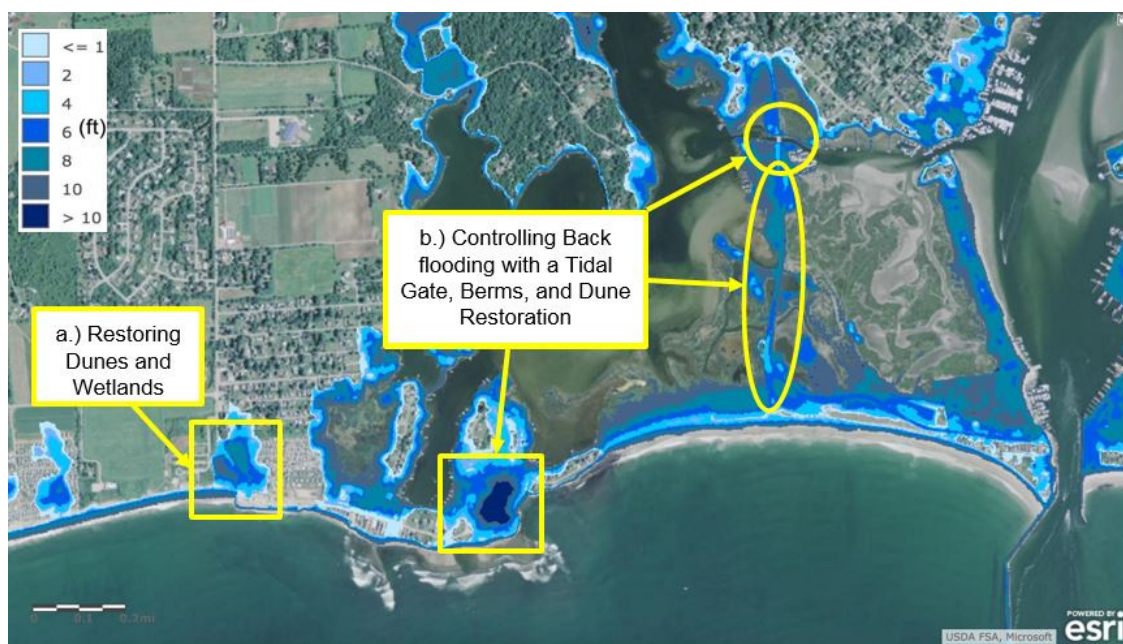 <= 1
2
4
6 (ft)
8
10
> 10
b.) Controlling Back
flooding with a Tidal
Gate, Berms, and Dune
Restoration
a.) Restoring
Dunes and
Wetlands
0 0.1 0.2mi
POWERED BY
esri
USDA FSA, Microsoft